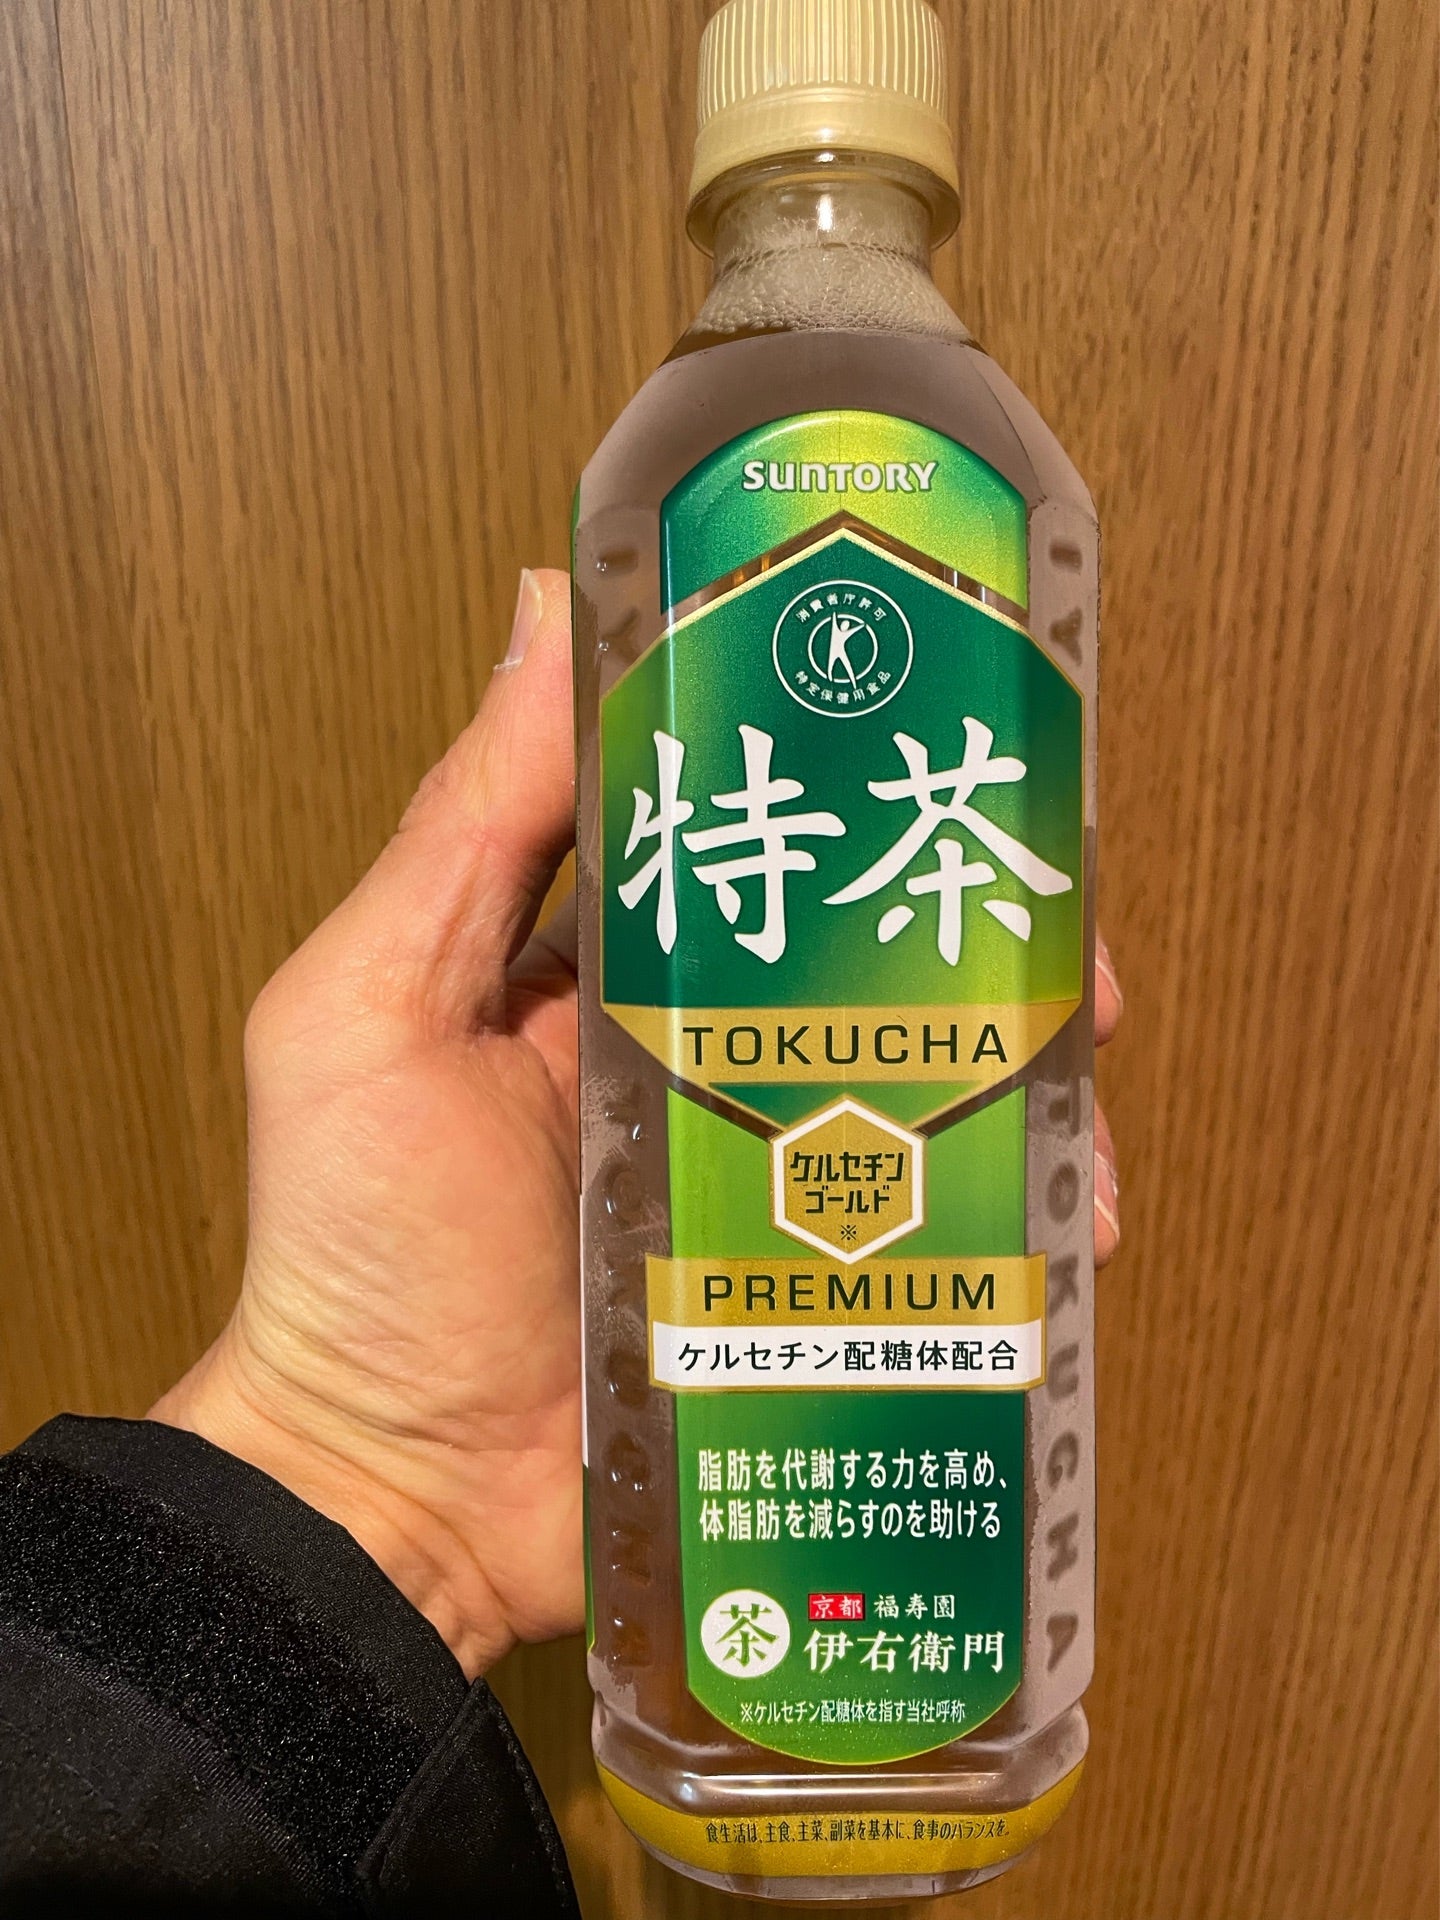 SUNTORY
消費者庁許可
特定保健用食品
特茶
TOKUCHA
ケルセチン
ゴールド
※
PREMIUM
ケルセチン配糖体配合
脂肪を代謝する力を高め、
体脂肪を減らすのを助ける
茶
京都 福寿園
伊右衛門
※ケルセチン配糖体を指す当社呼称
食生活は、主食、主菜、副菜を基本に、食事のバランスを。
IYEMON
TOKUCHA